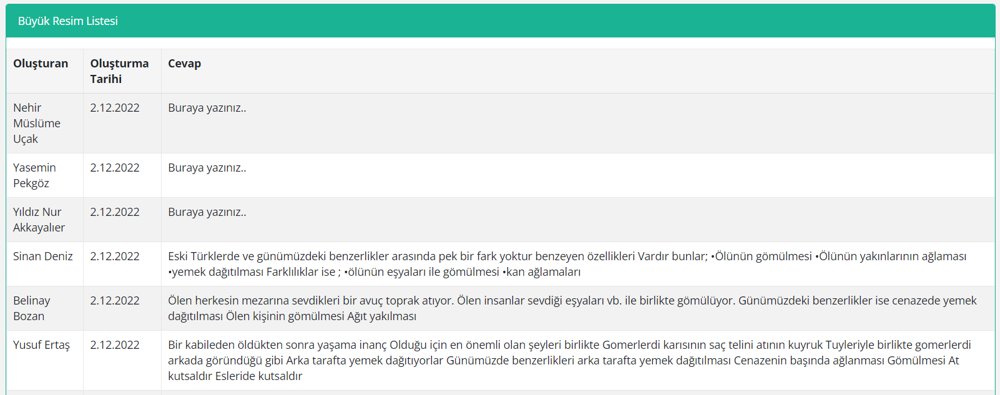 Büyük Resim Listesi
Oluşturan Oluşturma Tarihi Cevap
Nehir Müslüme Uçak 2.12.2022 Buraya yazınız..
Yasemin Pekgöz 2.12.2022 Buraya yazınız..
Yıldız Nur Akkayalıer 2.12.2022 Buraya yazınız..
Sinan Deniz 2.12.2022 Eski Türklerde ve günümüzdeki benzerlikler arasında pek bir fark yoktur benzeyen özellikleri Vardır bunlar; •Ölünün gömülmesi •Ölünün yakınlarının ağlaması
•yemek dağıtılması Farklılıklar ise ; •ölünün eşyaları ile gömülmesi •kan ağlamaları
Belinay Bozan 2.12.2022 Ölen herkesin mezarına sevdikleri bir avuç toprak atıyor. Ölen insanlar sevdiği eşyaları vb. ile birlikte gömülüyor. Günümüzdeki benzerlikler ise cenazede yemek
dağıtılması Ölen kişinin gömülmesi Ağıt yakılması
Yusuf Ertaş 2.12.2022 Bir kabileden öldükten sonra yaşama inanç Olduğu için en önemli olan şeyleri birlikte Gomerlerdi karısının saç telini atının kuyruk Tuyleriyle birlikte gomerlerdi
arkada göründüğü gibi Arka tarafta yemek dağıtıyorlar Günümüzde benzerlikleri arka tarafta yemek dağıtılması Cenazenin başında ağlanması Gömülmesi At
kutsaldır Esleride kutsaldır